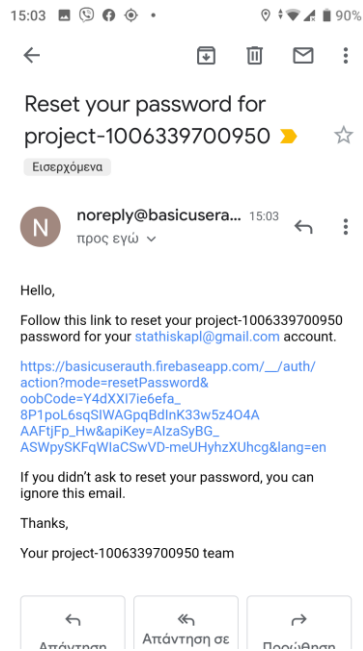 15:03 90%
Reset your password for
project-1006339700950
Εισερχόμενα
N
noreply@basicusera... 15:03
προς εγώ
Hello,
Follow this link to reset your project-1006339700950
password for your stathiskapl@gmail.com account.
https://basicuserauth.firebaseapp.com/__/auth/
action?mode=resetPassword&
oobCode=Y4dXXI7ie6efa_
8P1poL6sqSIWAGpqBdInK33w5z4O4A
AAFtjFp_Hw&apiKey=AIzaSyBG_
ASWpySKFqWIaCSwVD-meUHyhzXUhcg&lang=en
If you didn’t ask to reset your password, you can
ignore this email.
Thanks,
Your project-1006339700950 team
Απάντηση Απάντηση σε Προώθηση